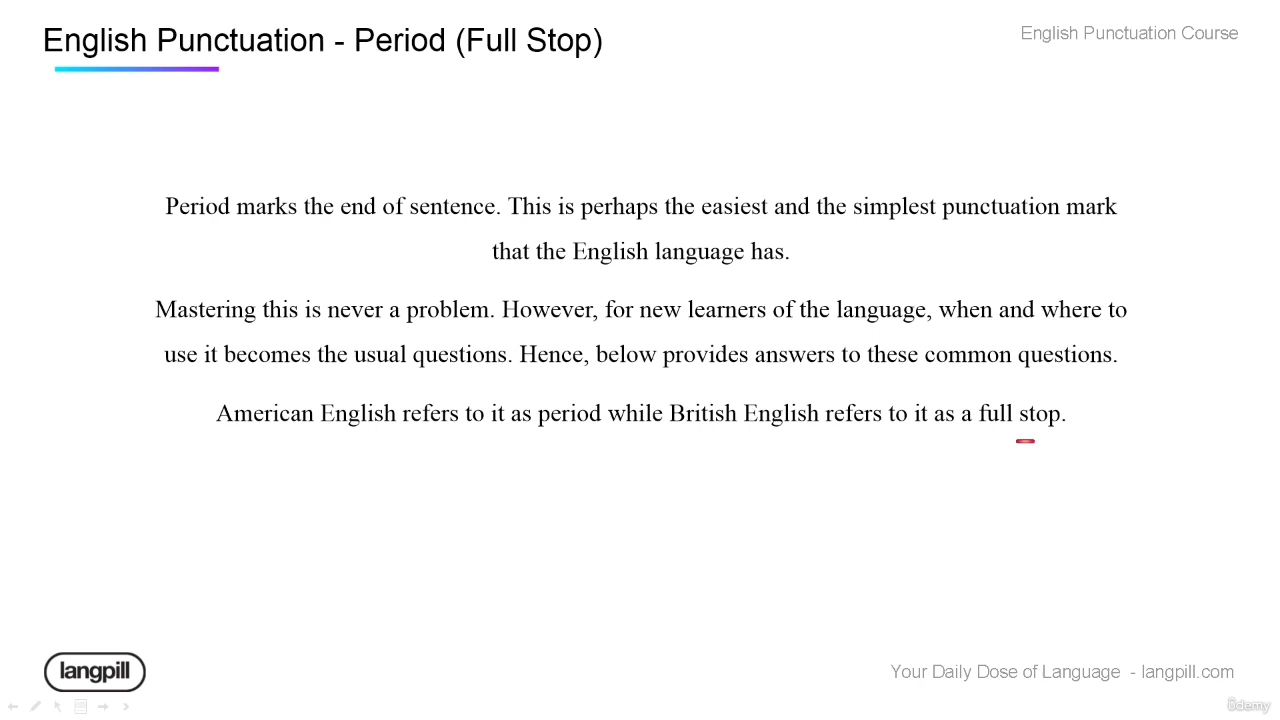 English Punctuation - Period (Full Stop)
English Punctuation Course
Period marks the end of sentence. This is perhaps the easiest and the simplest punctuation mark
that the English language has.
Mastering this is never a problem. However, for new learners of the language, when and where to
use it becomes the usual questions. Hence, below provides answers to these common questions.
American English refers to it as period while British English refers to it as a full stop.
langpill
Your Daily Dose of Language - langpill.com
ûdemy